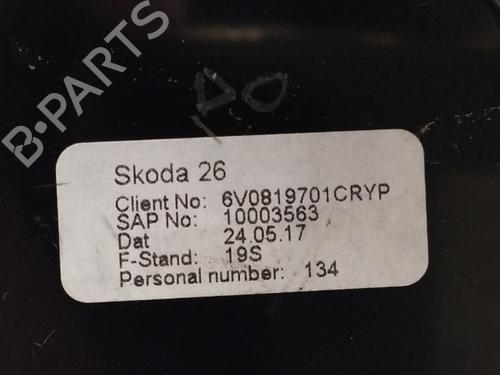 B-PARTS
Skoda 26
Client No: 6V0819701CRYP
SAP No: 10003563
Dat 24.05.17
F-Stand: 19S
Personal number: 134